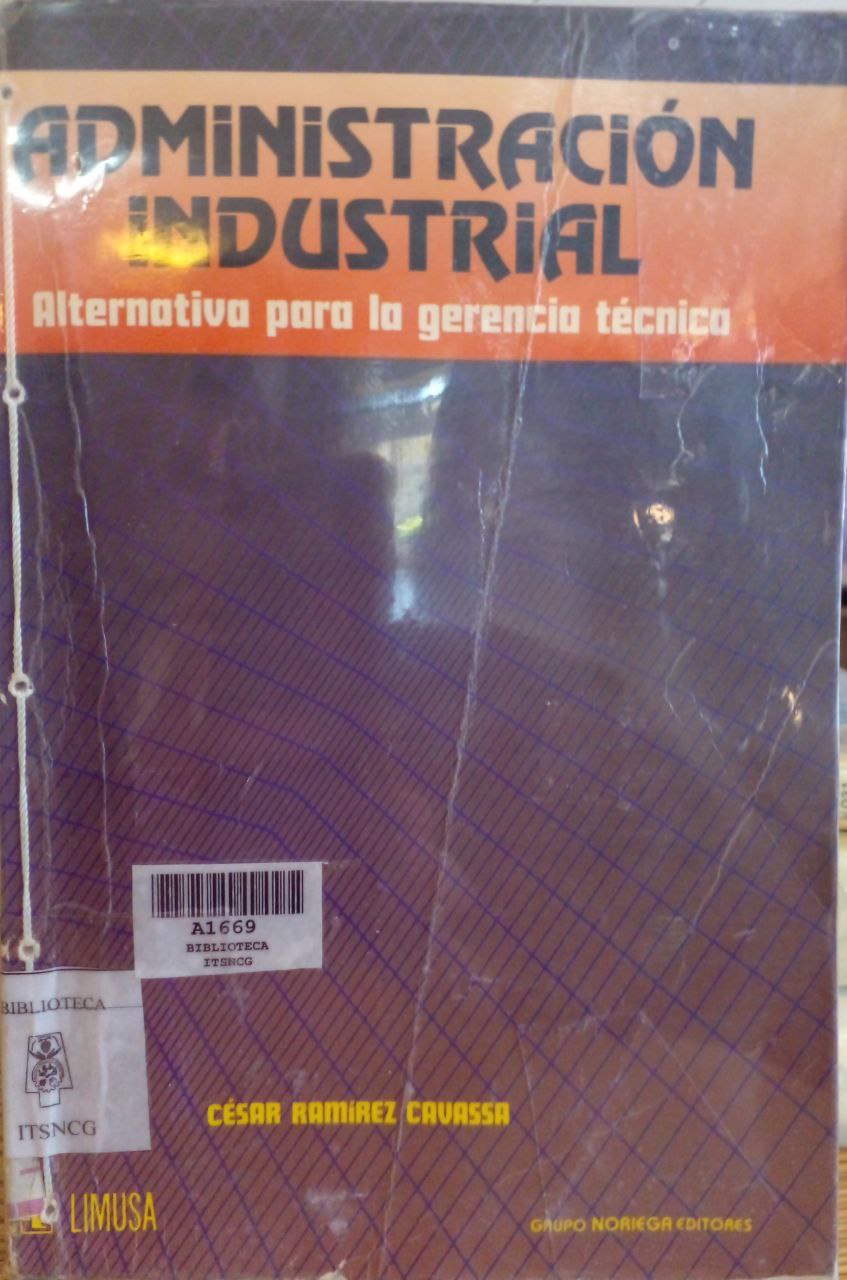 ADMINISTRACIÓN
INDUSTRIAL
Alternativa para la gerencia técnica
A1669
BIBLIOTECA
ITSNCG
BIBLIOTECA
ITSNCG
CÉSAR RAMÍREZ CAVASSA
LIMUSA
GRUPO NORIEGA EDITORES